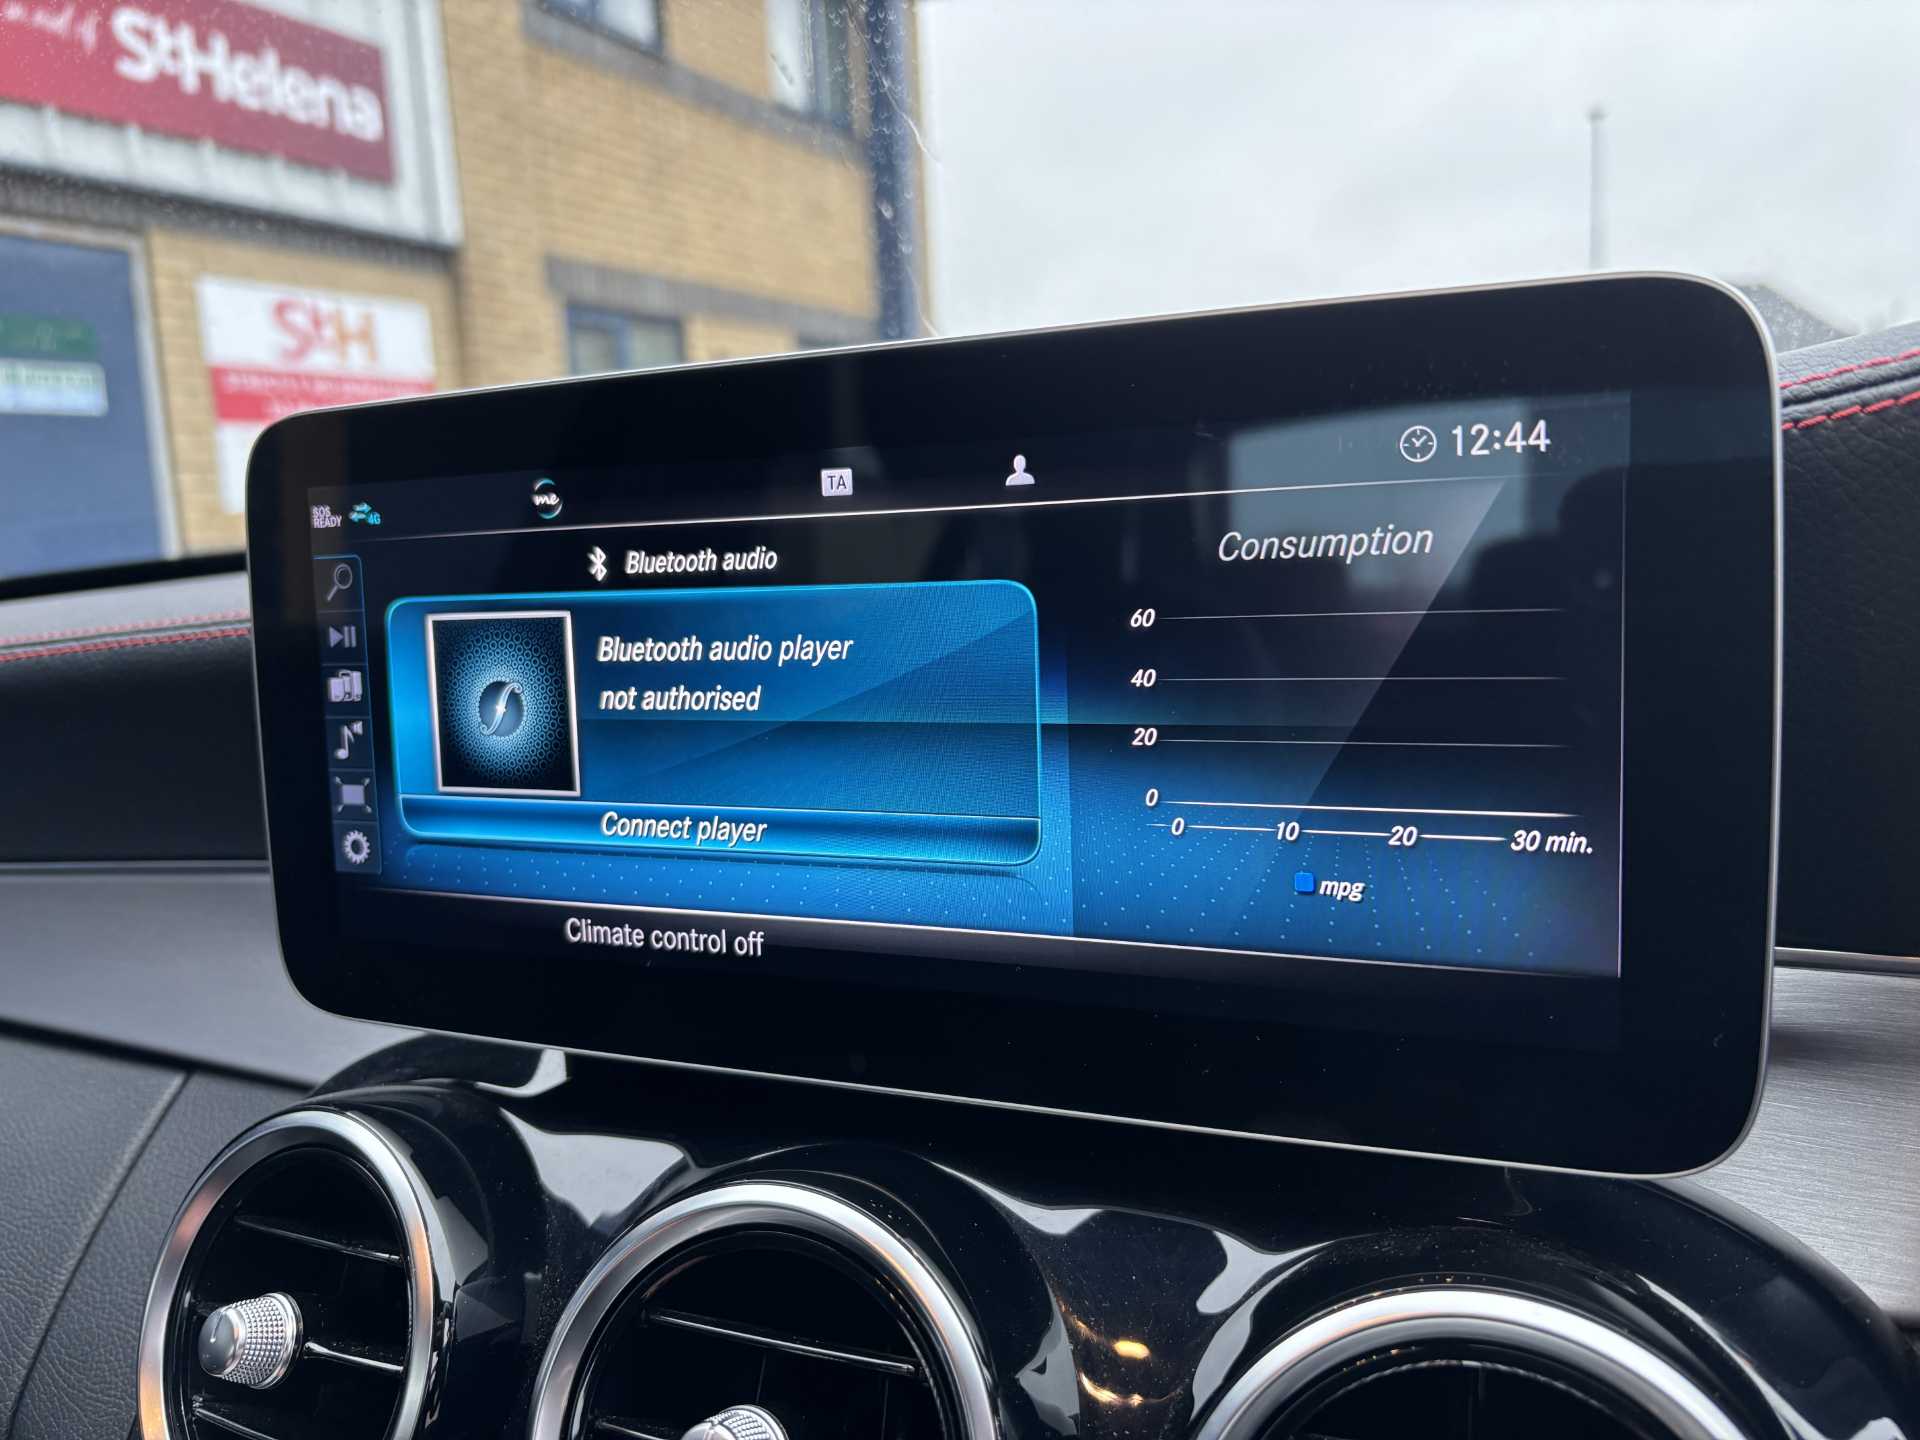 St Helena
StH
12:44
TA
me
SOS
READY
4G
Bluetooth audio
Consumption
Bluetooth audio player
not authorised
Connect player
60
40
20
0
0 10 20 30 min.
mpg
Climate control off